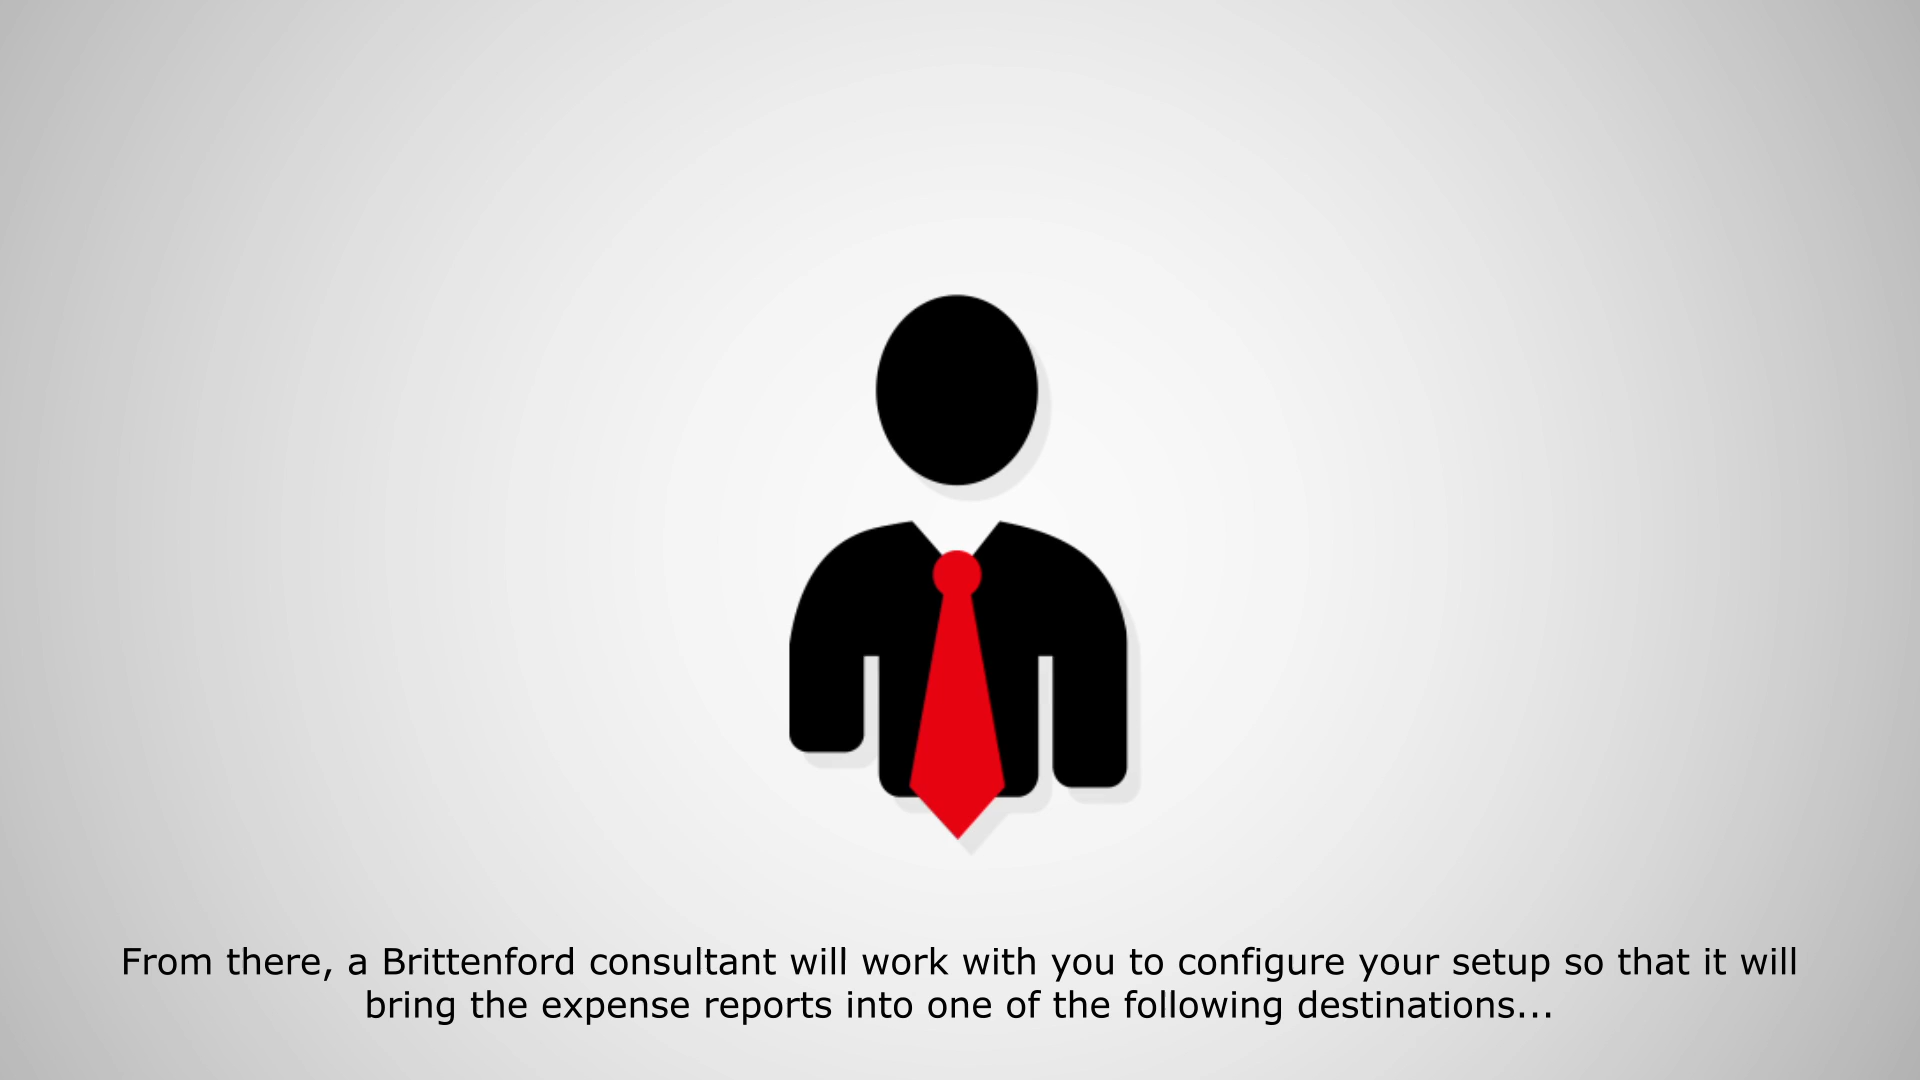 From there, a Brittenford consultant will work with you to configure your setup so that it will
bring the expense reports into one of the following destinations...